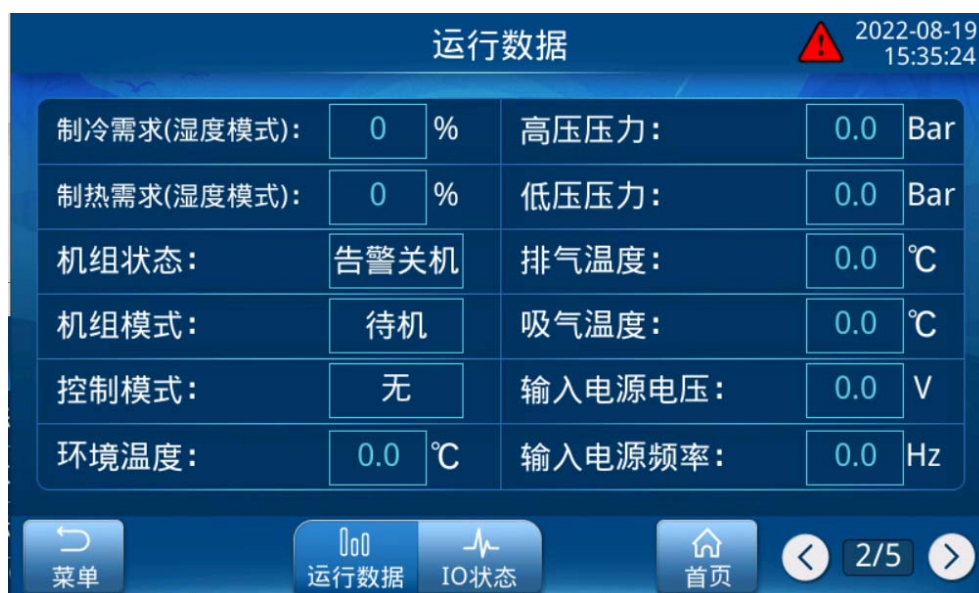 运行数据
2022-08-19
15:35:24
制冷需求(湿度模式): 0 % 高压压力: 0.0 Bar
制热需求(湿度模式): 0 % 低压压力: 0.0 Bar
机组状态: 告警关机 排气温度: 0.0 ℃
机组模式: 待机 吸气温度: 0.0 ℃
控制模式: 无 输入电源电压: 0.0 V
环境温度: 0.0 ℃ 输入电源频率: 0.0 Hz
菜单 运行数据 IO状态 首页 2/5